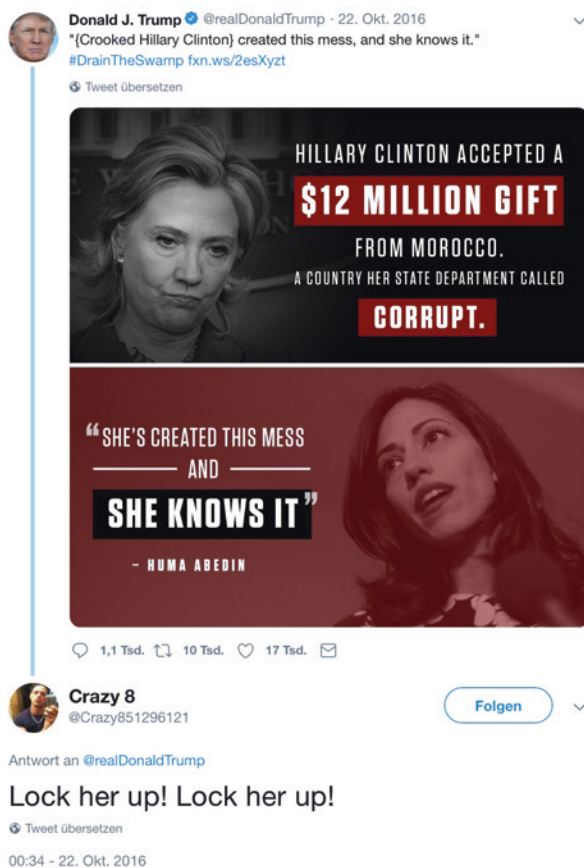 Donald J. Trump @realDonaldTrump · 22. Okt. 2016
"{Crooked Hillary Clinton} created this mess, and she knows it."
#DrainTheSwamp fxn.ws/2esXyzt
Tweet übersetzen
HILLARY CLINTON ACCEPTED A
$12 MILLION GIFT
FROM MOROCCO.
A COUNTRY HER STATE DEPARTMENT CALLED
CORRUPT.
“SHE'S CREATED THIS MESS
AND
SHE KNOWS IT”
- HUMA ABEDIN
1,1 Tsd. 10 Tsd. 17 Tsd.
Crazy 8
@Crazy851296121
Folgen
Antwort an @realDonaldTrump
Lock her up! Lock her up!
Tweet übersetzen
00:34 - 22. Okt. 2016